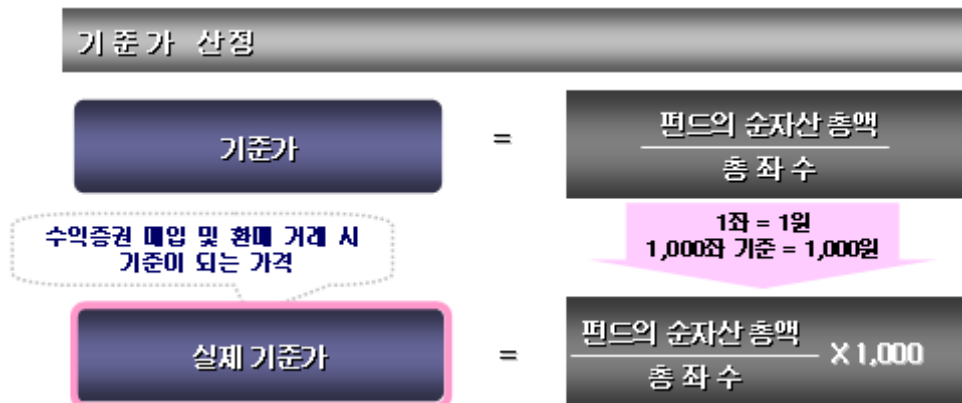 기준가 산정
기준가
=
펀드의 순자산 총액
총 좌 수
수익증권 매입 및 환매 거래 시
기준이 되는 가격
1좌 = 1원
1,000좌 기준 = 1,000원
실제 기준가
=
펀드의 순자산 총액
총 좌 수
X 1,000